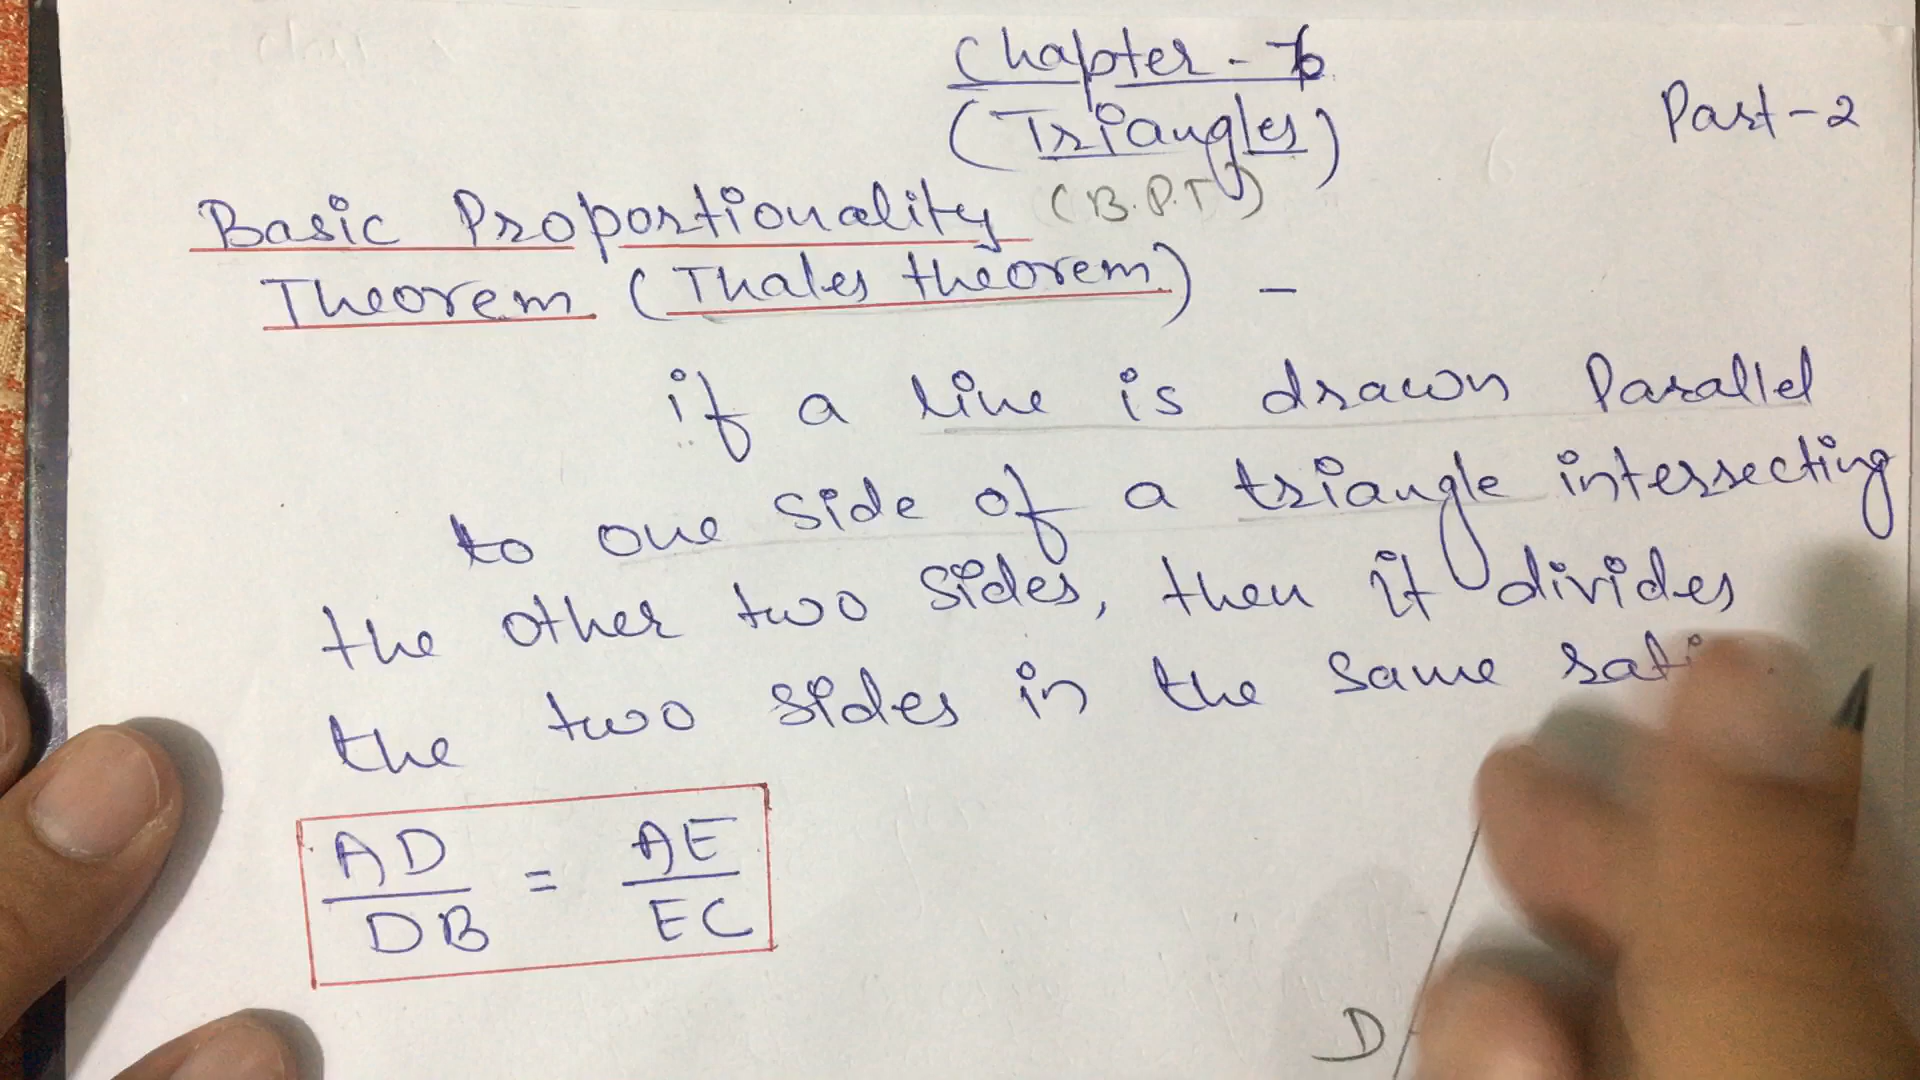 Chapter - 6
(Triangles)
Part-2
Basic Proportionality (B.P.T)
Theorem (Thales theorem) -
if a line is drawn Parallel
to one side of a triangle intersecting
the other two sides, then it divides
the two sides in the same
AD/DB = AE/EC
D